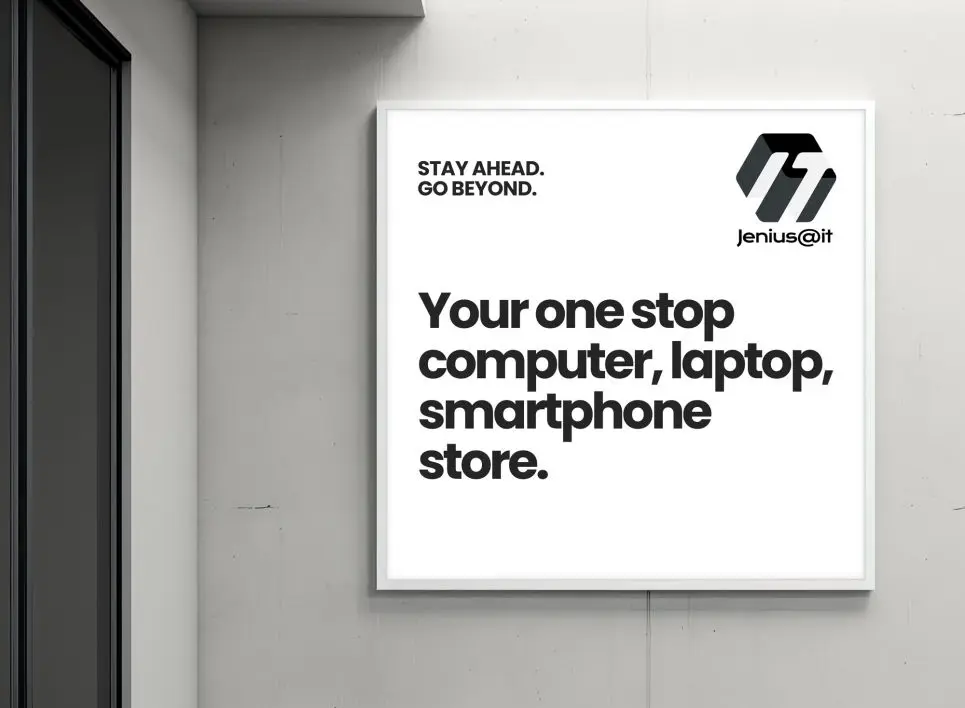 STAY AHEAD.
GO BEYOND.
Jenius@it
Your one stop
computer, laptop,
smartphone
store.